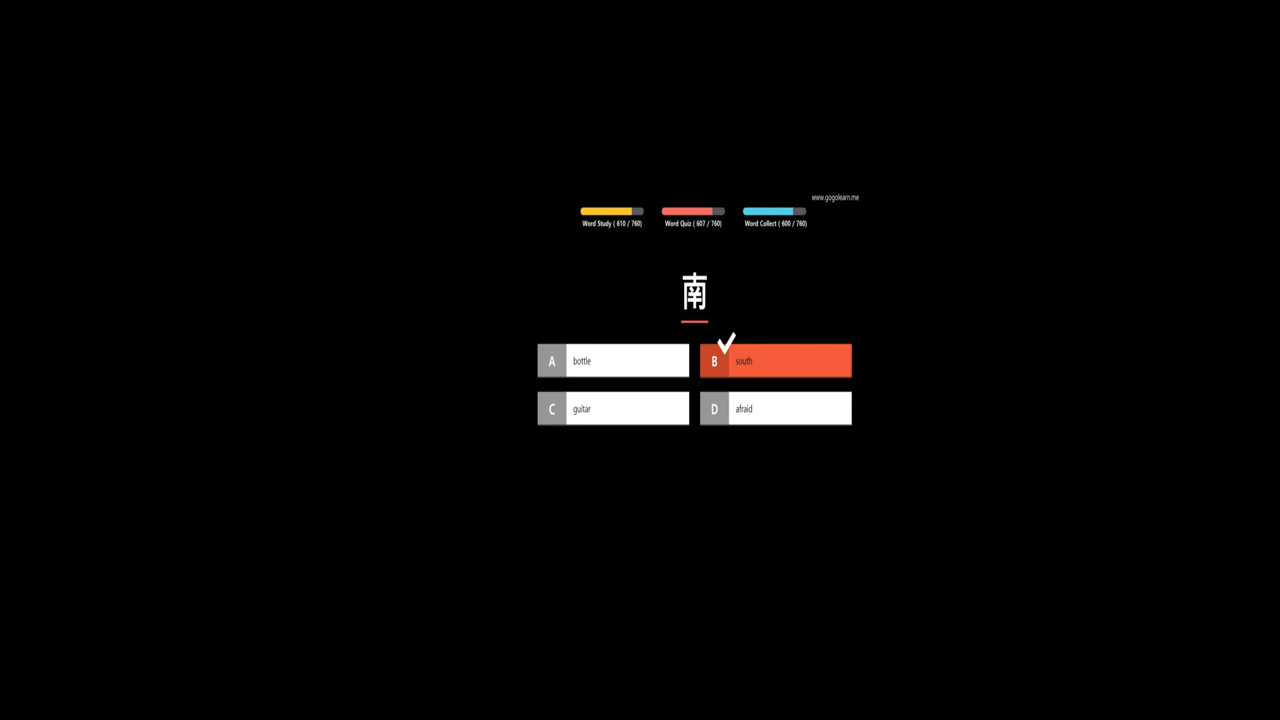 www.gogolearn.me
Word Study ( 610 / 760)
Word Quiz ( 607 / 760)
Word Collect ( 600 / 760)
南
A bottle
B south
C guitar
D afraid